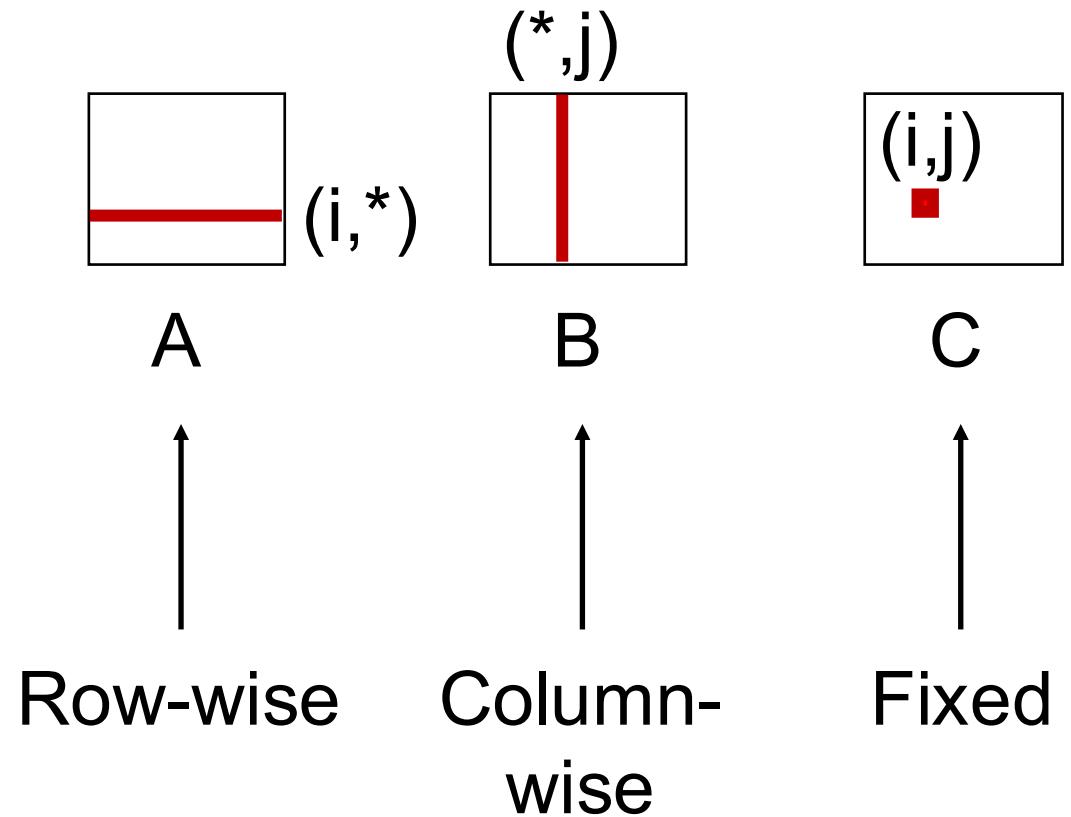 (*,j)
(i,j)
(i,*)
A B C
Row-wise Column- Fixed
wise